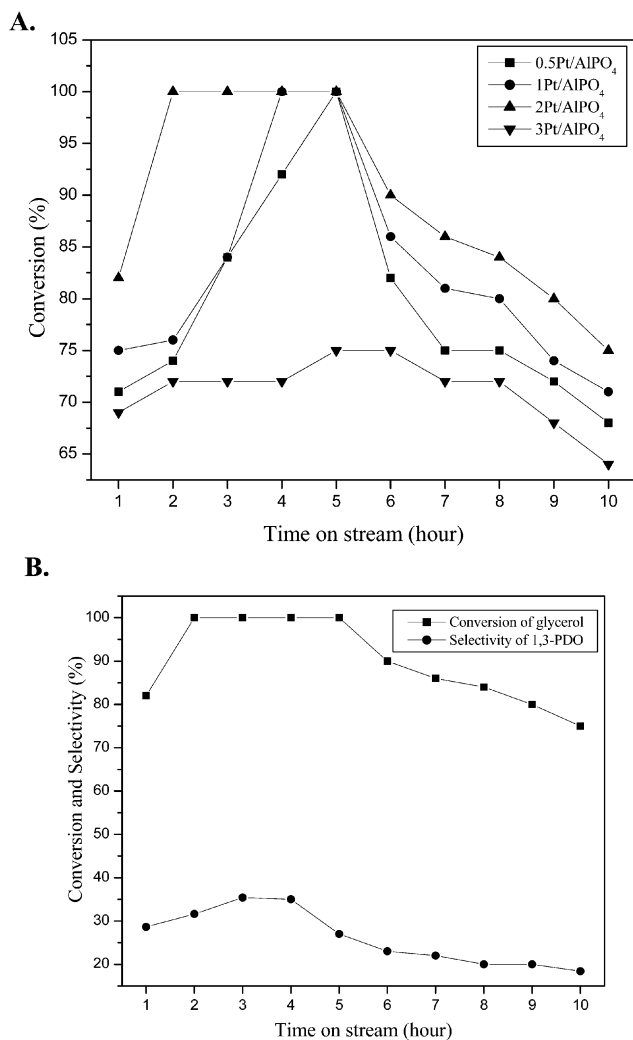 A.
105
100
95
90
85
80
75
70
65
Conversion (%)
0.5Pt/AlPO4
1Pt/AlPO4
2Pt/AlPO4
3Pt/AlPO4
1 2 3 4 5 6 7 8 9 10
Time on stream (hour)
B.
100
90
80
70
60
50
40
30
20
Conversion and Selectivity (%)
Conversion of glycerol
Selectivity of 1,3-PDO
1 2 3 4 5 6 7 8 9 10
Time on stream (hour)